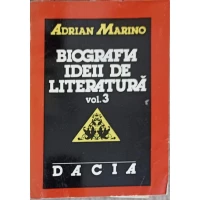 ADRIAN MARINO
BIOGRAFIA
IDEII DE
LITERATURĂ
vol. 3
DACIA